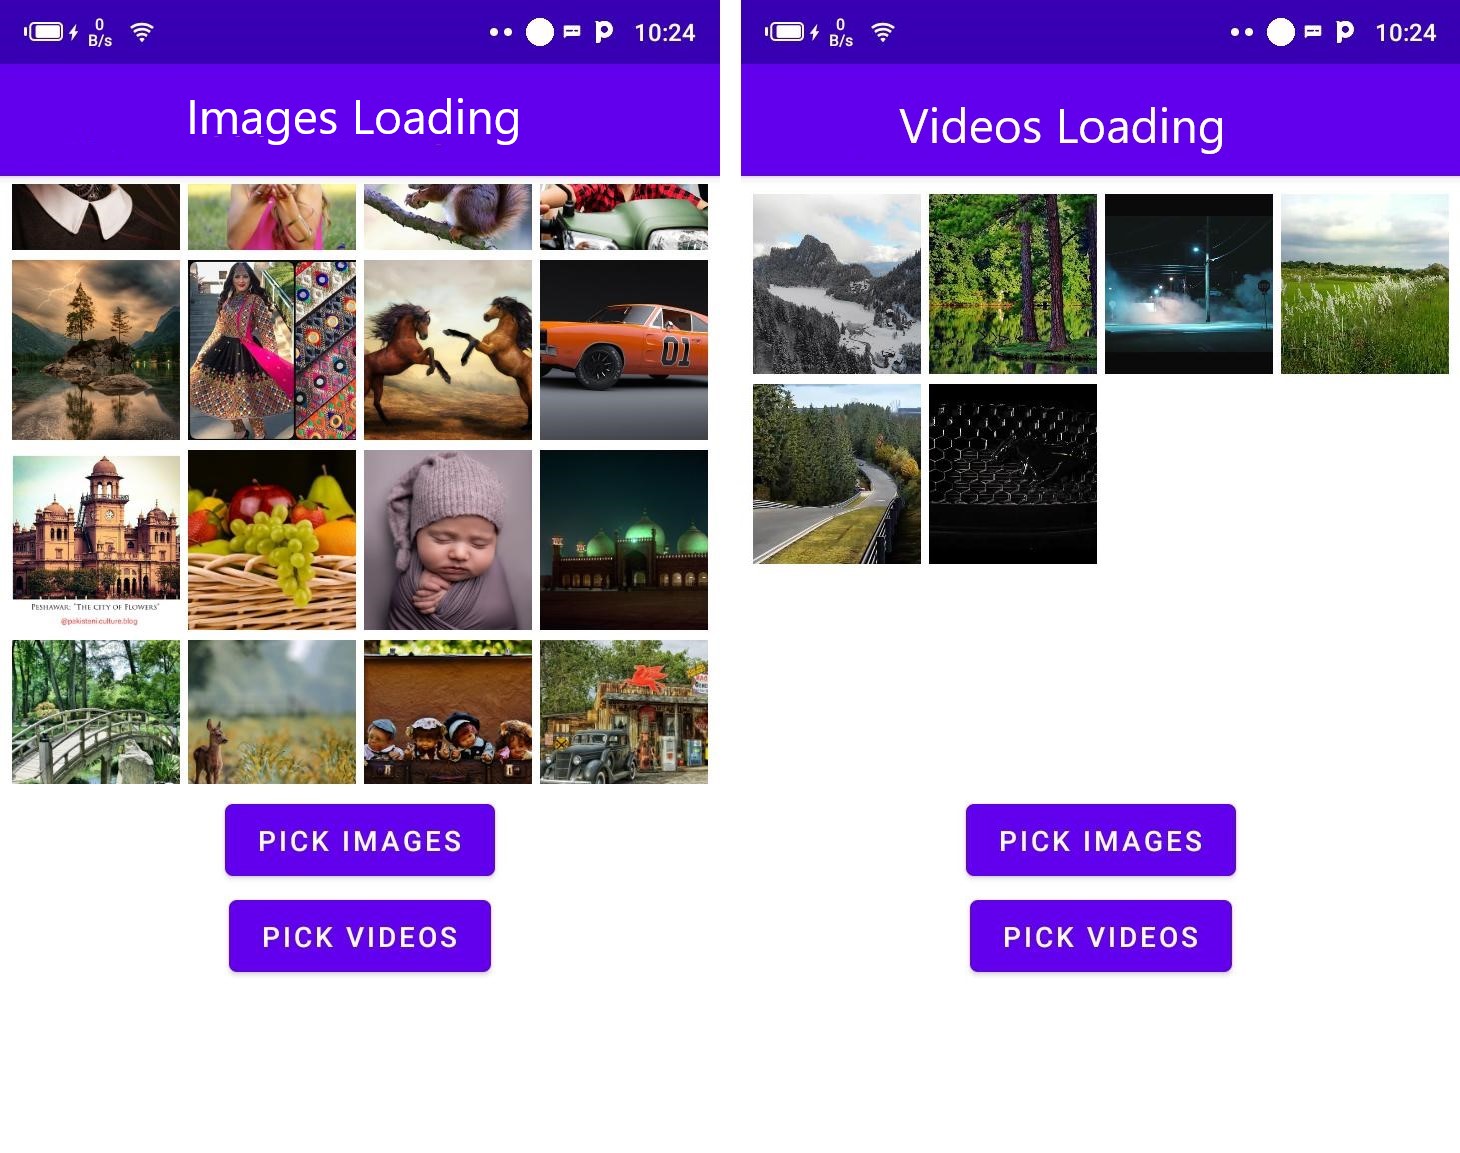 0
B/s
10:24
Images Loading
01
PESHAWAR: "THE CITY OF FLOWERS"
@pakistani.culture.blog
PICK IMAGES
PICK VIDEOS
0
B/s
10:24
Videos Loading
PICK IMAGES
PICK VIDEOS